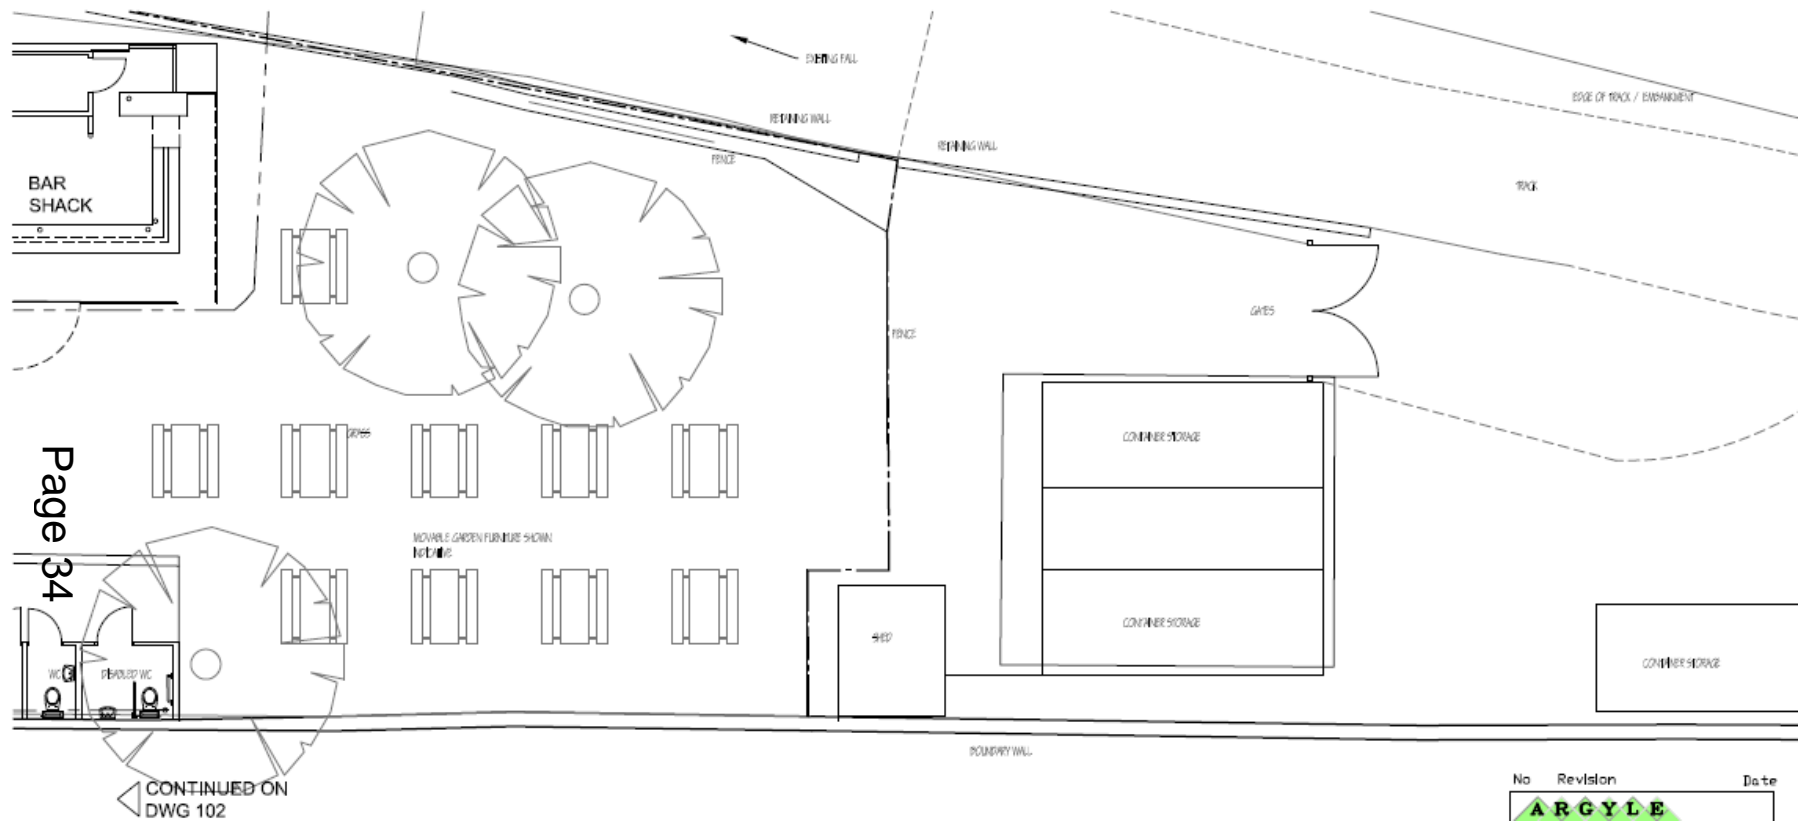 EXISTING FALL
EDGE OF TRACK / EMBANKMENT
RETAINING WALL
RETAINING WALL
FENCE
BAR
SHACK
TRACK
GATES
FENCE
GRASS
CONTAINER STORAGE
Page 34
MOVABLE GARDEN FURNITURE SHOWN
INDICATIVE
CONTAINER STORAGE
SHED
CONTAINER STORAGE
WC
DISABLED WC
BOUNDARY WALL
CONTINUED ON
DWG 102
No Revision Date
ARGYLE